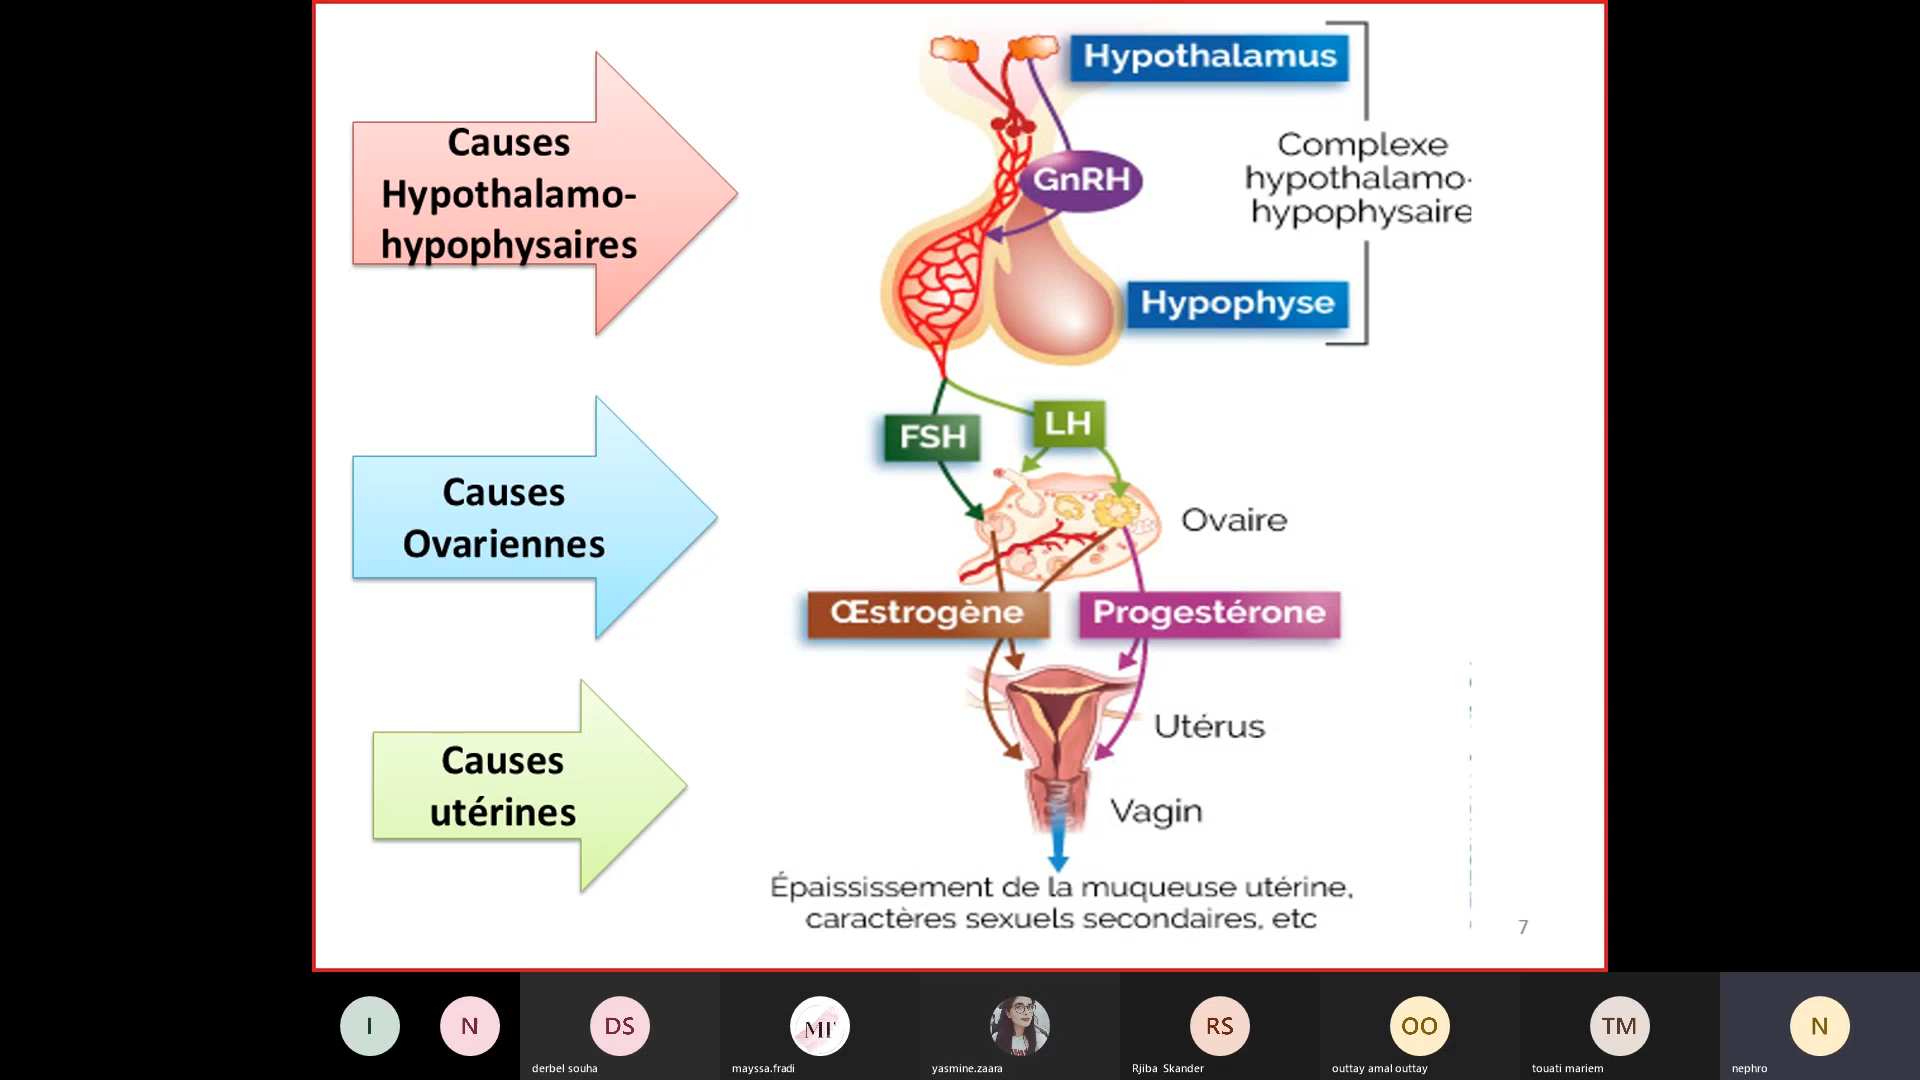 Causes
Hypothalamo-
hypophysaires
Causes
Ovariennes
Causes
utérines
Hypothalamus
Complexe
hypothalamo-
hypophysaire
GnRH
Hypophyse
FSH
LH
Ovaire
Œstrogène
Progestérone
Utérus
Vagin
Épaississement de la muqueuse utérine,
caractères sexuels secondaires, etc
7
I
N
DS
MF
RS
OO
TM
N
derbel souha
mayssa.fradi
yasmine.zaara
Rjiba Skander
outtay amal outtay
touati mariem
nephro